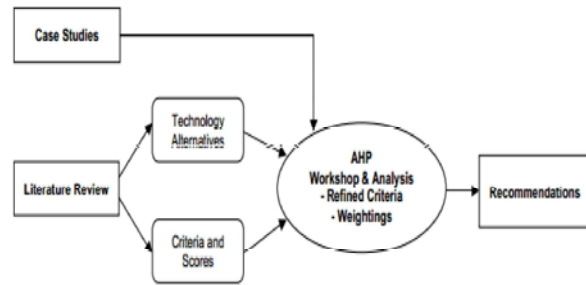 Case Studies
Technology
Alternatives
AHP
Workshop & Analysis
- Refined Criteria
- Weightings
Literature Review
Recommendations
Criteria and
Scores